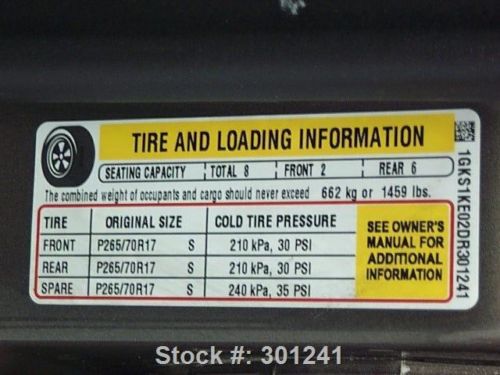 TIRE AND LOADING INFORMATION
SEATING CAPACITY TOTAL 8 FRONT 2 REAR 6
The combined weight of occupants and cargo should never exceed 662 kg or 1459 lbs.
TIRE ORIGINAL SIZE COLD TIRE PRESSURE
FRONT P265/70R17 S 210 kPa, 30 PSI
REAR P265/70R17 S 210 kPa, 30 PSI
SPARE P265/70R17 S 240 kPa, 35 PSI
SEE OWNER'S
MANUAL FOR
ADDITIONAL
INFORMATION
1GKS1KE02DR301241
Stock #: 301241